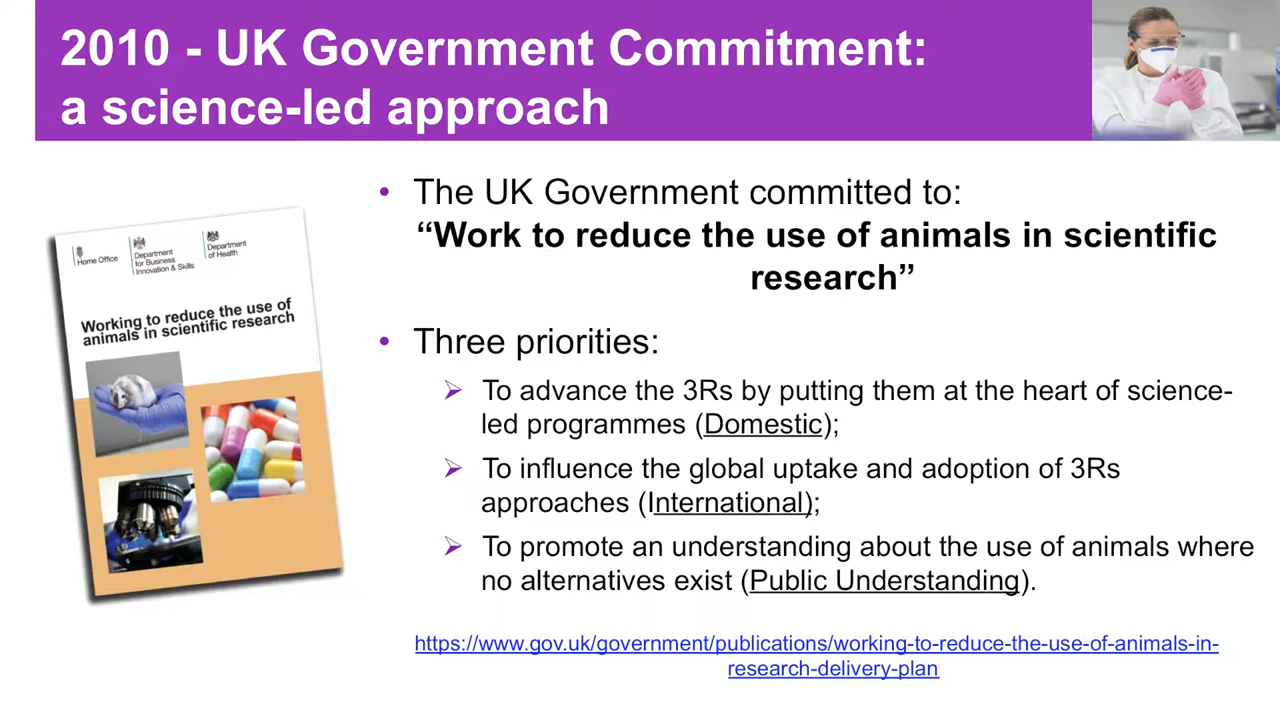 2010 - UK Government Commitment:
a science-led approach
Home Office
Department
for Business
Innovation & Skills
Department
of Health
Working to reduce the use of
animals in scientific research
• The UK Government committed to:
“Work to reduce the use of animals in scientific
research”
• Three priorities:
➢ To advance the 3Rs by putting them at the heart of science-
led programmes (Domestic);
➢ To influence the global uptake and adoption of 3Rs
approaches (International);
➢ To promote an understanding about the use of animals where
no alternatives exist (Public Understanding).
https://www.gov.uk/government/publications/working-to-reduce-the-use-of-animals-in-
research-delivery-plan